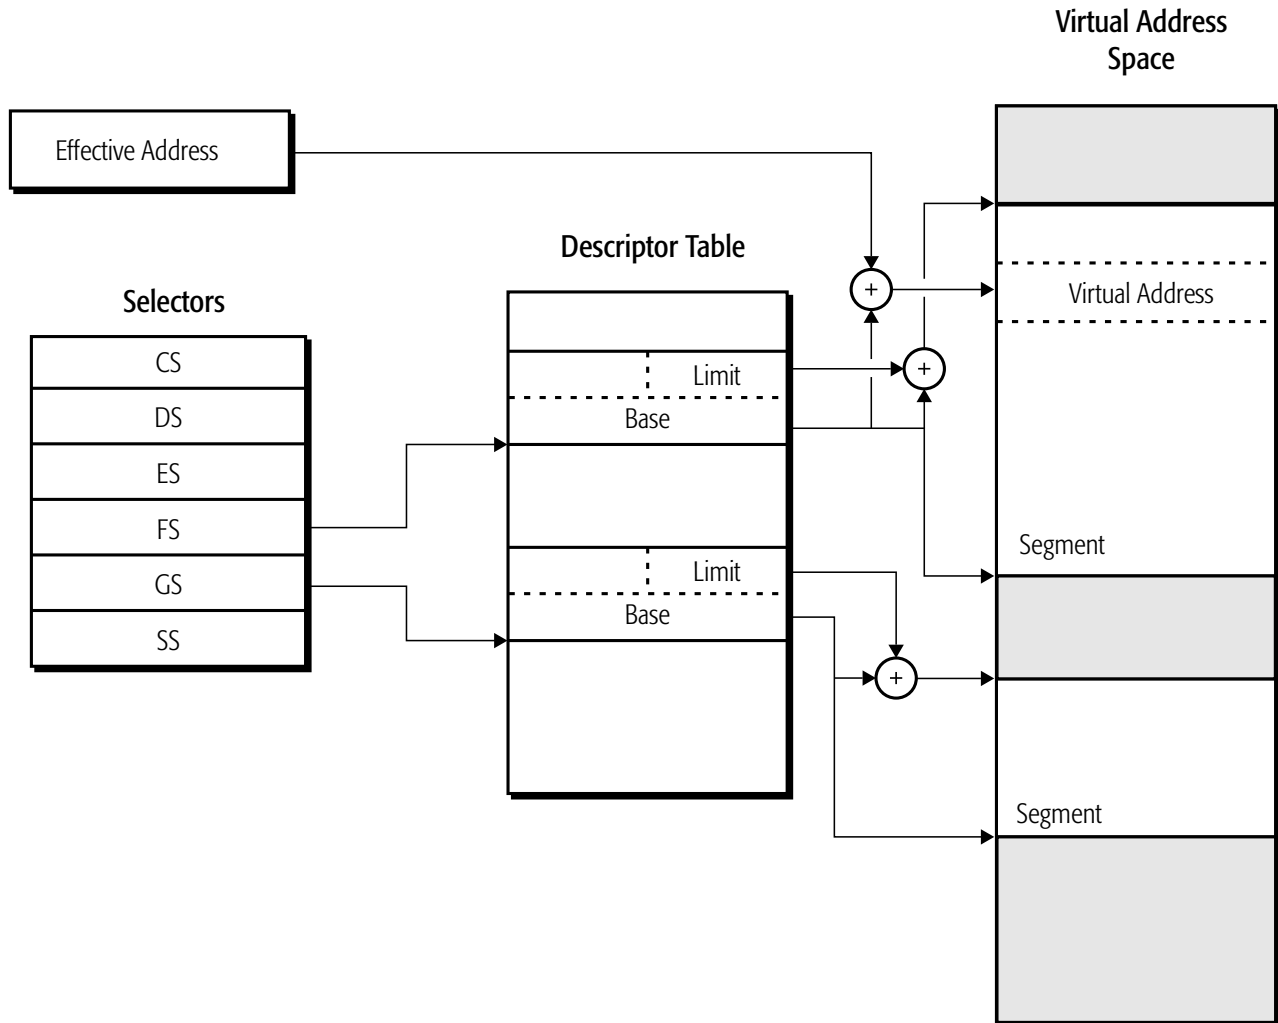 Virtual Address
Space
Effective Address
Descriptor Table
Selectors
CS
DS
ES
FS
GS
SS
Limit
Base
Limit
Base
+
+
+
Virtual Address
Segment
Segment